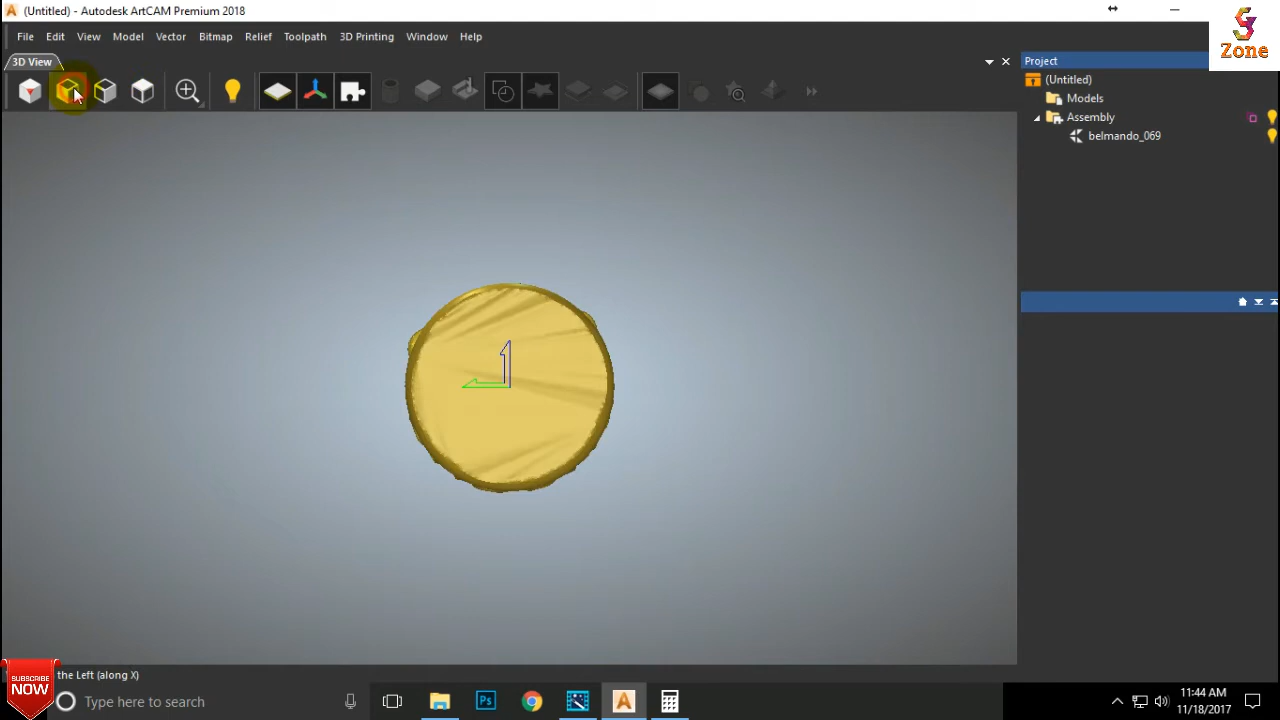 (Untitled) - Autodesk ArtCAM Premium 2018
File Edit View Model Vector Bitmap Relief Toolpath 3D Printing Window Help
Zone
3D View
Project
(Untitled)
Models
Assembly
belmando_069
the Left (along X)
SUBSCRIBE
NOW
Type here to search
Ps
11:44 AM
11/18/2017